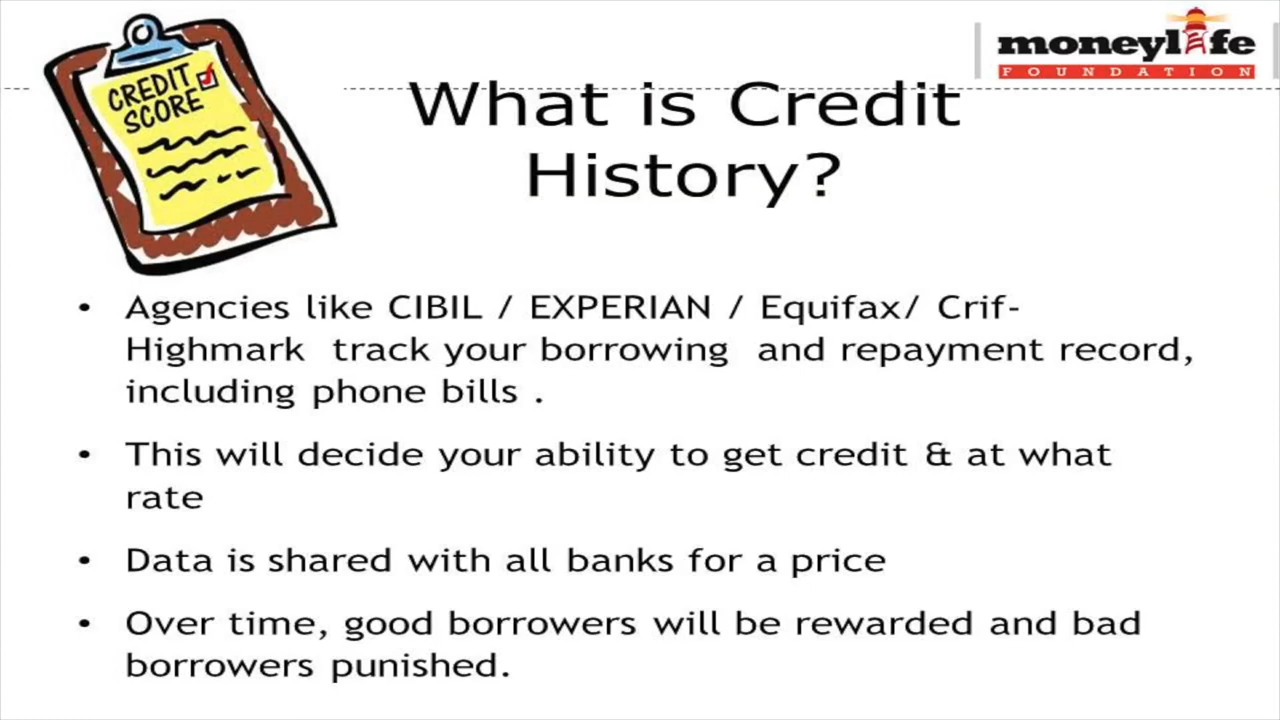 CREDIT
SCORE
moneylife
FOUNDATION
What is Credit
History?
• Agencies like CIBIL / EXPERIAN / Equifax/ Crif-
Highmark track your borrowing and repayment record,
including phone bills .
• This will decide your ability to get credit & at what
rate
• Data is shared with all banks for a price
• Over time, good borrowers will be rewarded and bad
borrowers punished.